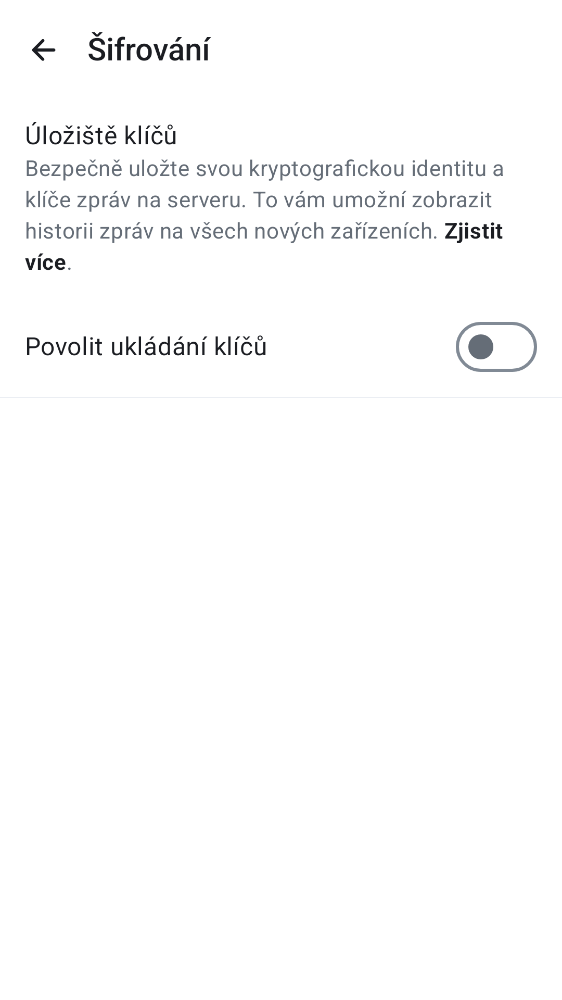 Šifrování
Úložiště klíčů
Bezpečně uložte svou kryptografickou identitu a
klíče zpráv na serveru. To vám umožní zobrazit
historii zpráv na všech nových zařízeních. Zjistit
více.
Povolit ukládání klíčů